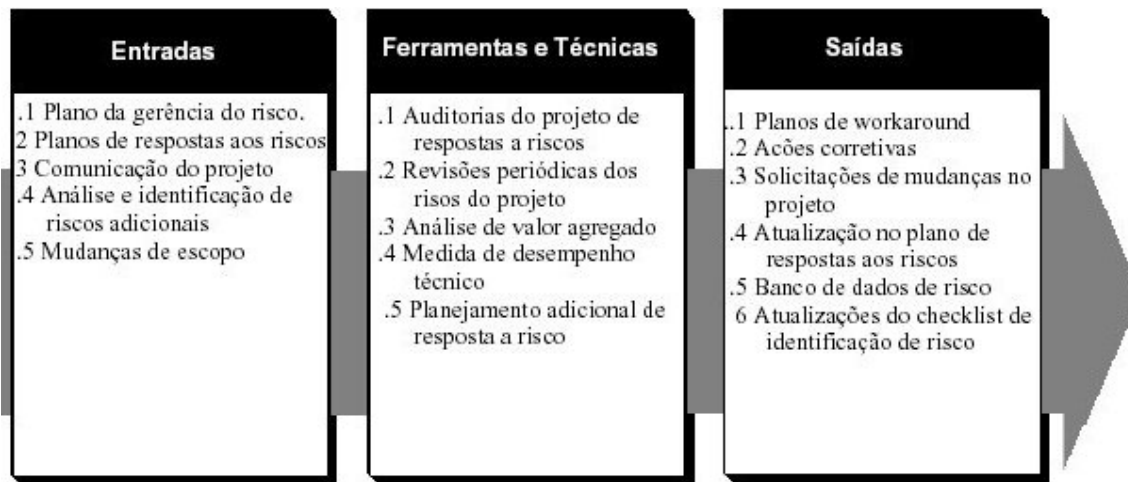 Entradas
.1 Plano da gerência do risco.
2 Planos de respostas aos riscos
3 Comunicação do projeto
.4 Análise e identificação de
riscos adicionais
.5 Mudanças de escopo
Ferramentas e Técnicas
.1 Auditorias do projeto de
respostas a riscos
.2 Revisões periódicas dos
risos do projeto
.3 Análise de valor agregado
.4 Medida de desempenho
técnico
.5 Planejamento adicional de
resposta a risco
Saídas
..1 Planos de workaround
.2 Acões corretivas
.3 Solicitações de mudanças no
projeto
.4 Atualização no plano de
respostas aos riscos
.5 Banco de dados de risco
6 Atualizações do checklist de
identificação de risco